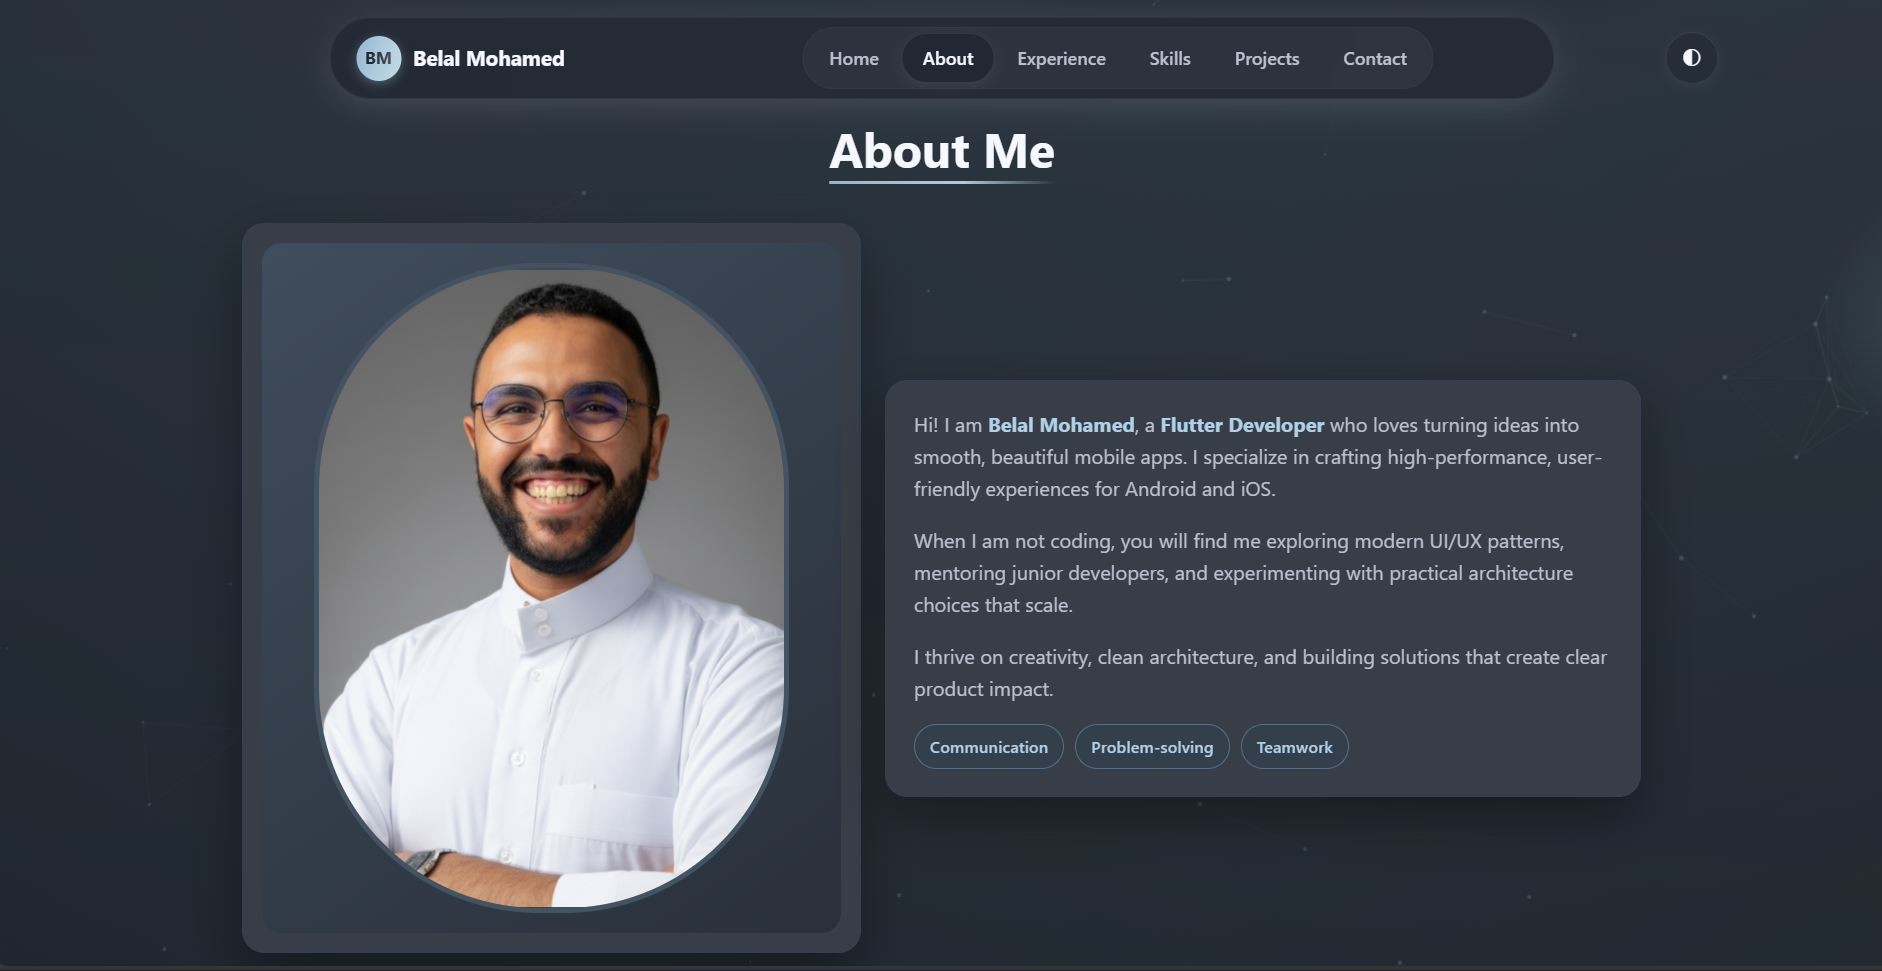 BM Belal Mohamed
Home About Experience Skills Projects Contact
About Me
Hi! I am Belal Mohamed, a Flutter Developer who loves turning ideas into
smooth, beautiful mobile apps. I specialize in crafting high-performance, user-
friendly experiences for Android and iOS.
When I am not coding, you will find me exploring modern UI/UX patterns,
mentoring junior developers, and experimenting with practical architecture
choices that scale.
I thrive on creativity, clean architecture, and building solutions that create clear
product impact.
Communication Problem-solving Teamwork